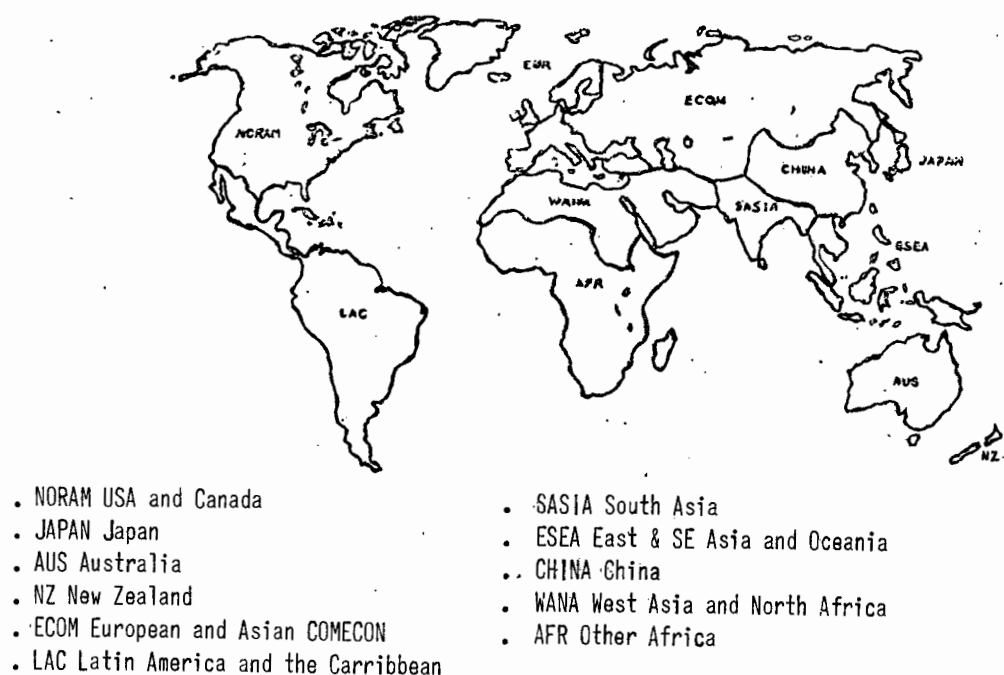 EUR
ECOM
NORAM
CHINA
JAPAN
WANA
SASIA
ESEA
AFR
LAC
AUS
NZ
. NORAM USA and Canada
. JAPAN Japan
. AUS Australia
. NZ New Zealand
. ECOM European and Asian COMECON
. LAC Latin America and the Carribbean
. SASIA South Asia
. ESEA East & SE Asia and Oceania
. CHINA China
. WANA West Asia and North Africa
. AFR Other Africa